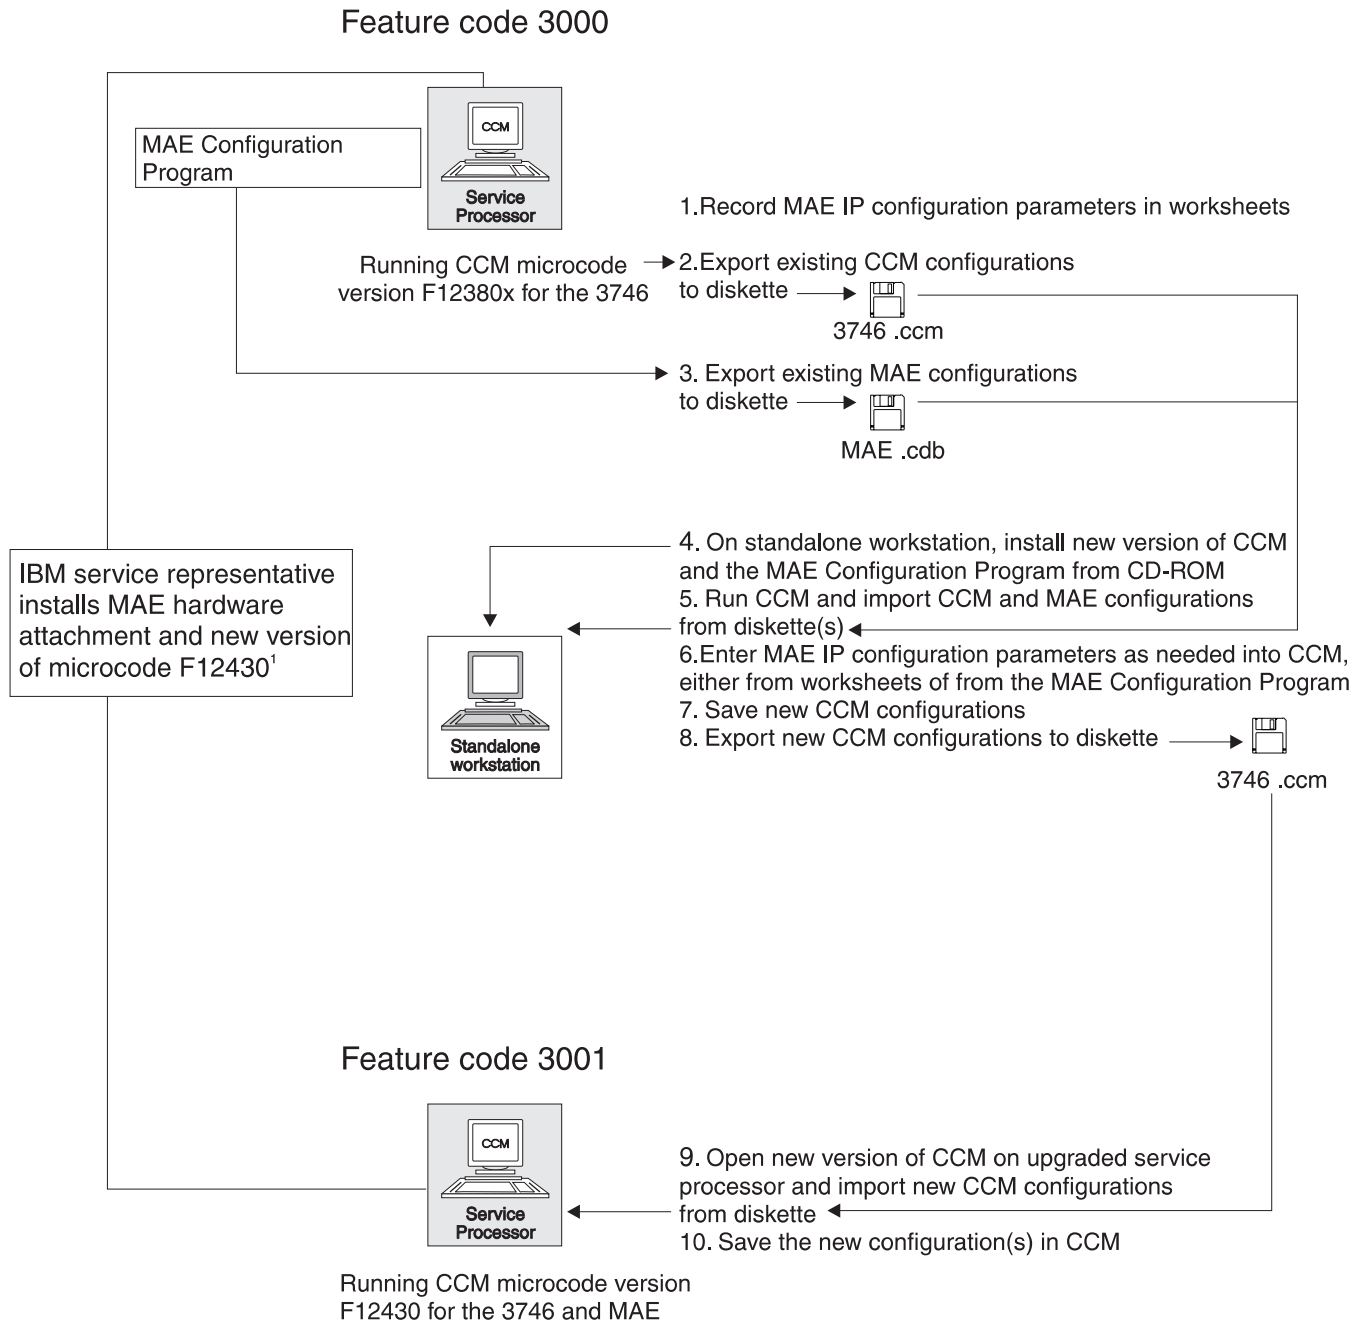 Feature code 3000
CCM
MAE Configuration
Program
Service
Processor
1.Record MAE IP configuration parameters in worksheets
Running CCM microcode
version F12380x for the 3746
2.Export existing CCM configurations
to diskette
3746 .ccm
3. Export existing MAE configurations
to diskette
MAE .cdb
IBM service representative
installs MAE hardware
attachment and new version
of microcode F12430¹
4. On standalone workstation, install new version of CCM
and the MAE Configuration Program from CD-ROM
5. Run CCM and import CCM and MAE configurations
from diskette(s)
6.Enter MAE IP configuration parameters as needed into CCM,
either from worksheets of from the MAE Configuration Program
7. Save new CCM configurations
8. Export new CCM configurations to diskette
Standalone
workstation
3746 .ccm
Feature code 3001
CCM
Service
Processor
9. Open new version of CCM on upgraded service
processor and import new CCM configurations
from diskette
10. Save the new configuration(s) in CCM
Running CCM microcode version
F12430 for the 3746 and MAE